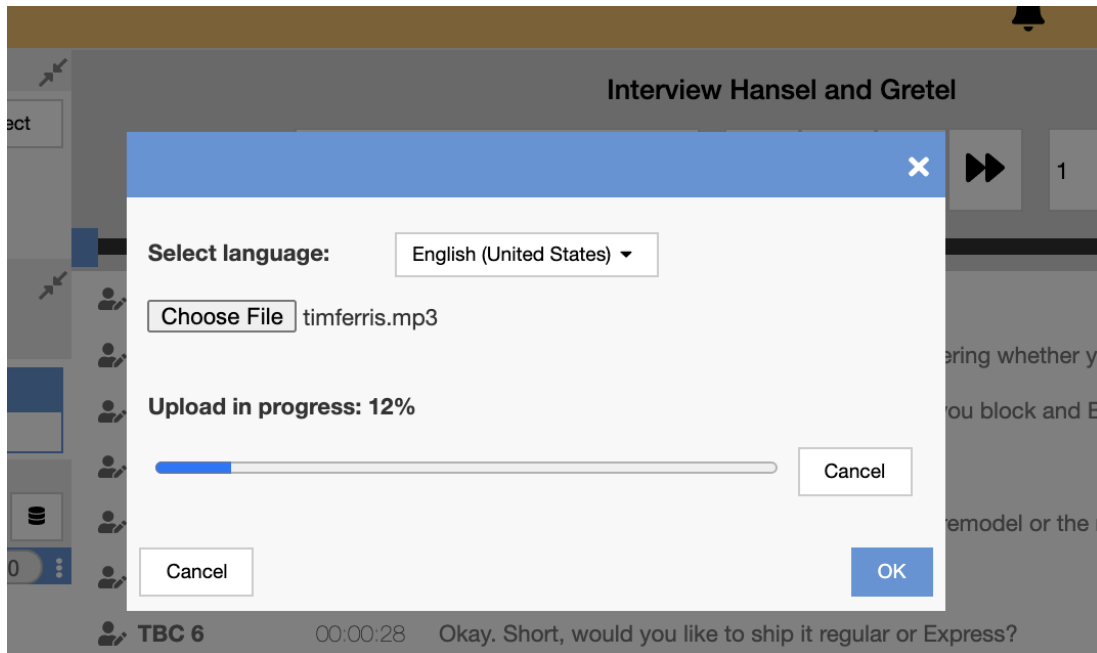 Interview Hansel and Gretel
ect
1
Select language:
English (United States)
Choose File timferris.mp3
ering whether y
Upload in progress: 12%
ou block and E
Cancel
emodel or the
0
Cancel
OK
TBC 6 00:00:28 Okay. Short, would you like to ship it regular or Express?